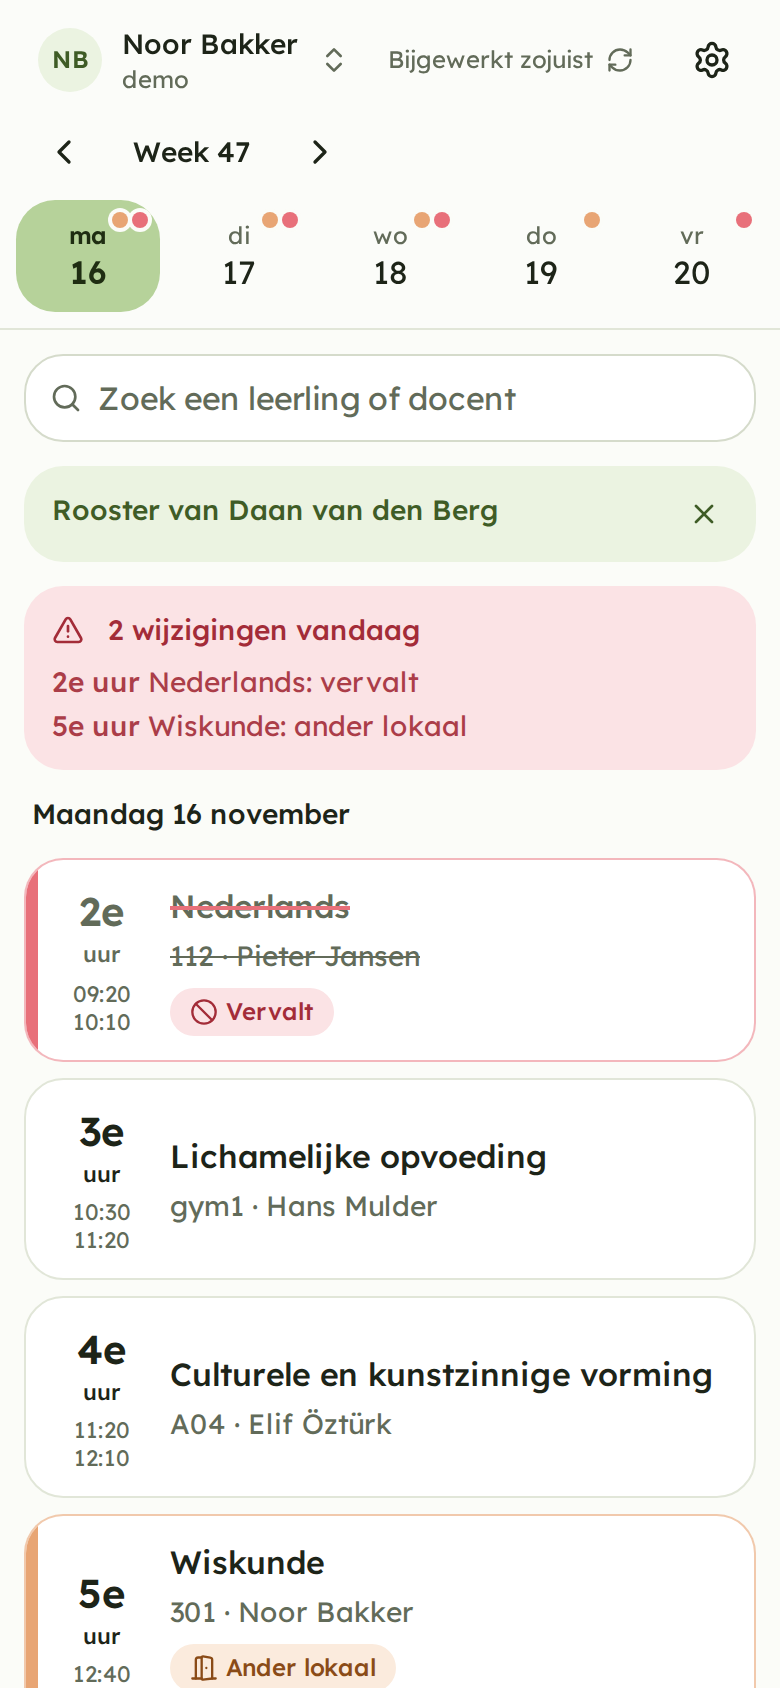 NB
Noor Bakker
demo
Bijgewerkt zojuist
Week 47
ma
16
di
17
wo
18
do
19
vr
20
Zoek een leerling of docent
Rooster van Daan van den Berg
2 wijzigingen vandaag
2e uur Nederlands: vervalt
5e uur Wiskunde: ander lokaal
Maandag 16 november
2e
uur
09:20
10:10
Nederlands
112 · Pieter Jansen
Vervalt
3e
uur
10:30
11:20
Lichamelijke opvoeding
gym1 · Hans Mulder
4e
uur
11:20
12:10
Culturele en kunstzinnige vorming
A04 · Elif Öztürk
5e
uur
12:40
Wiskunde
301 · Noor Bakker
Ander lokaal